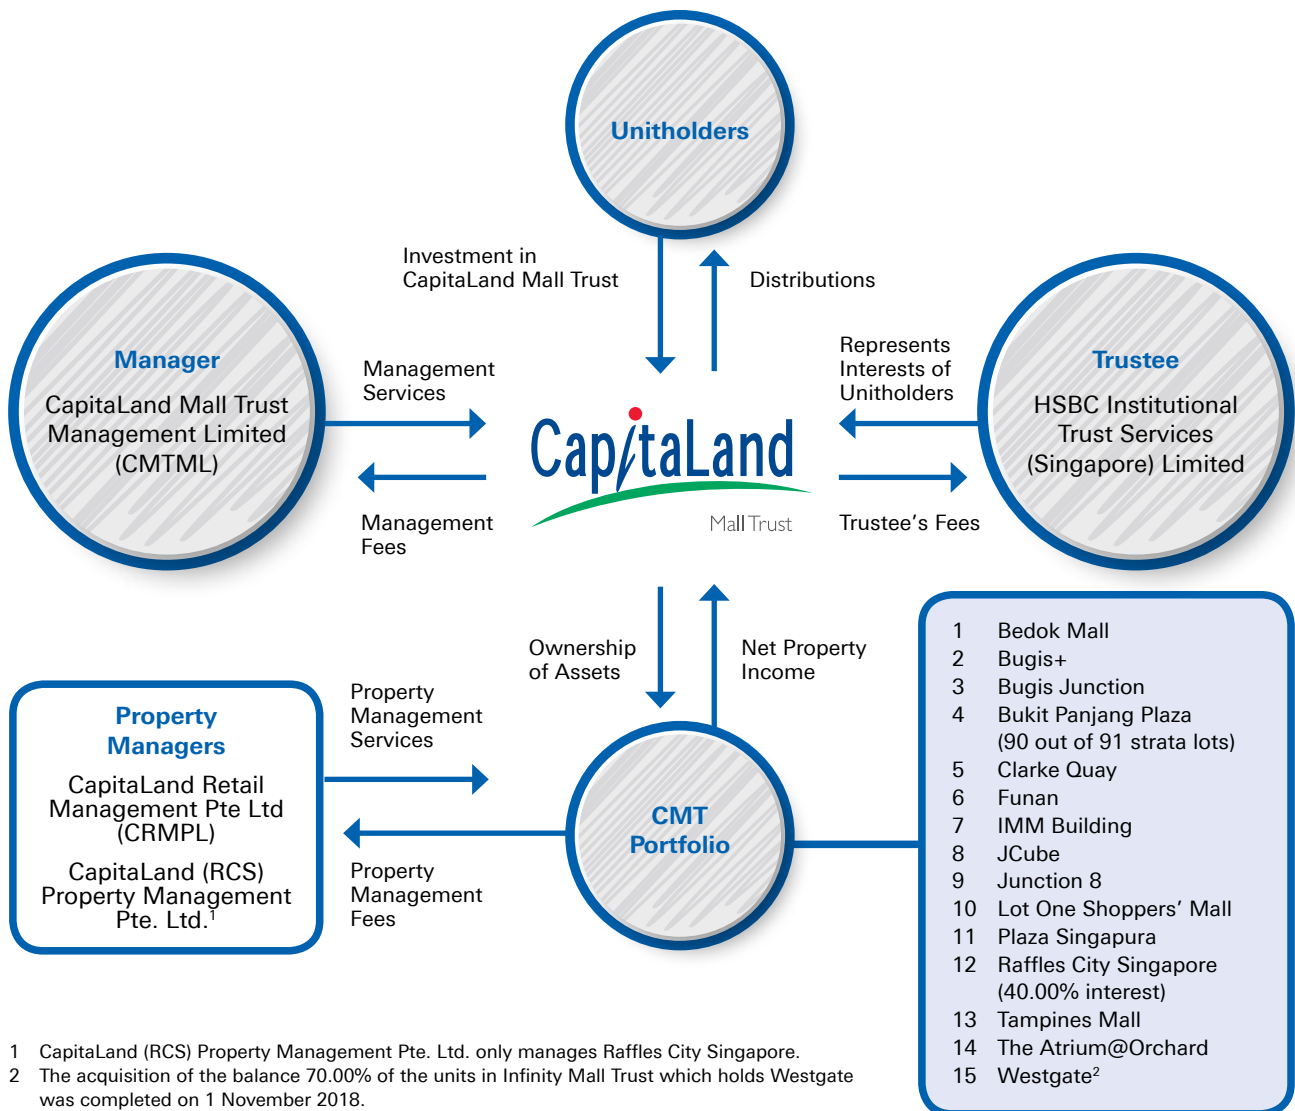 Unitholders
Investment in
CapitaLand Mall Trust
Distributions
Manager
CapitaLand Mall Trust
Management Limited
(CMTML)
Management
Services
Management
Fees
CapitaLand
Mall Trust
Represents
Interests of
Unitholders
Trustee's Fees
Trustee
HSBC Institutional
Trust Services
(Singapore) Limited
Ownership
of Assets
Net Property
Income
Property
Managers
CapitaLand Retail
Management Pte Ltd
(CRMPL)
CapitaLand (RCS)
Property Management
Pte. Ltd.¹
Property
Management
Services
Property
Management
Fees
CMT
Portfolio
1 Bedok Mall
2 Bugis+
3 Bugis Junction
4 Bukit Panjang Plaza
(90 out of 91 strata lots)
5 Clarke Quay
6 Funan
7 IMM Building
8 JCube
9 Junction 8
10 Lot One Shoppers' Mall
11 Plaza Singapura
12 Raffles City Singapore
(40.00% interest)
13 Tampines Mall
14 The Atrium@Orchard
15 Westgate²
1 CapitaLand (RCS) Property Management Pte. Ltd. only manages Raffles City Singapore.
2 The acquisition of the balance 70.00% of the units in Infinity Mall Trust which holds Westgate
was completed on 1 November 2018.